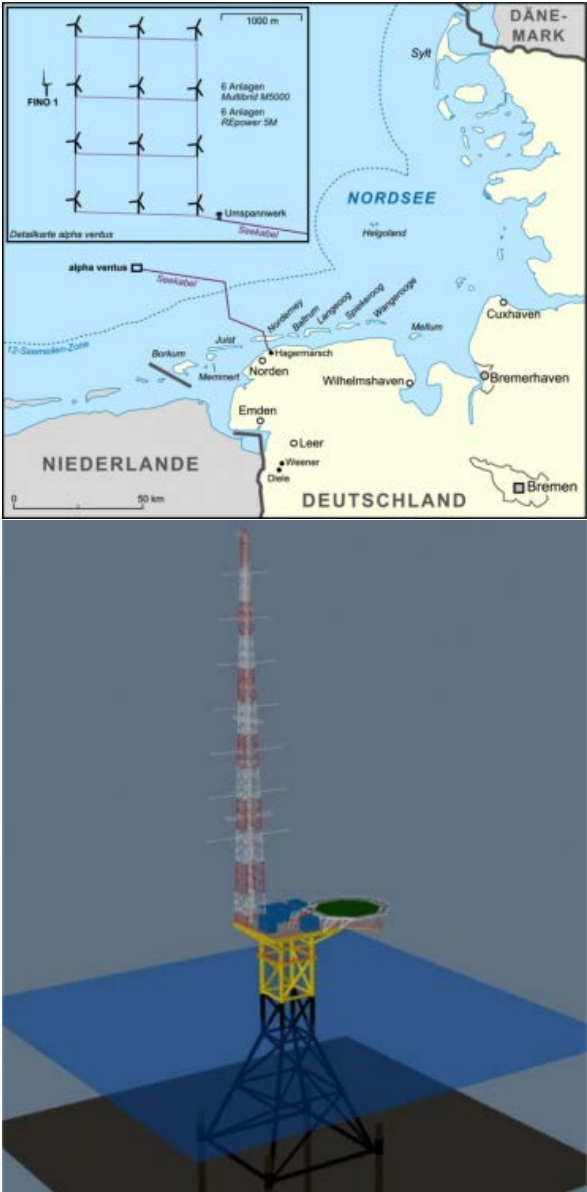 1000 m
FINO 1
6 Anlagen
Multibrid M5000
6 Anlagen
REpower 5M
Umspannwerk
Seekabel
Detailkarte alpha ventus
DÄNE-
MARK
Sylt
NORDSEE
Helgoland
alpha ventus
Seekabel
12-Seemeilen-Zone
Borkum
Juist
Memmert
Norderney
Baltrum
Langeoog
Spiekeroog
Wangerooge
Mellum
Cuxhaven
Hagermarsch
Norden
Wilhelmshaven
Bremerhaven
Emden
Leer
Weener
Diele
NIEDERLANDE
DEUTSCHLAND
Bremen
0
50 km